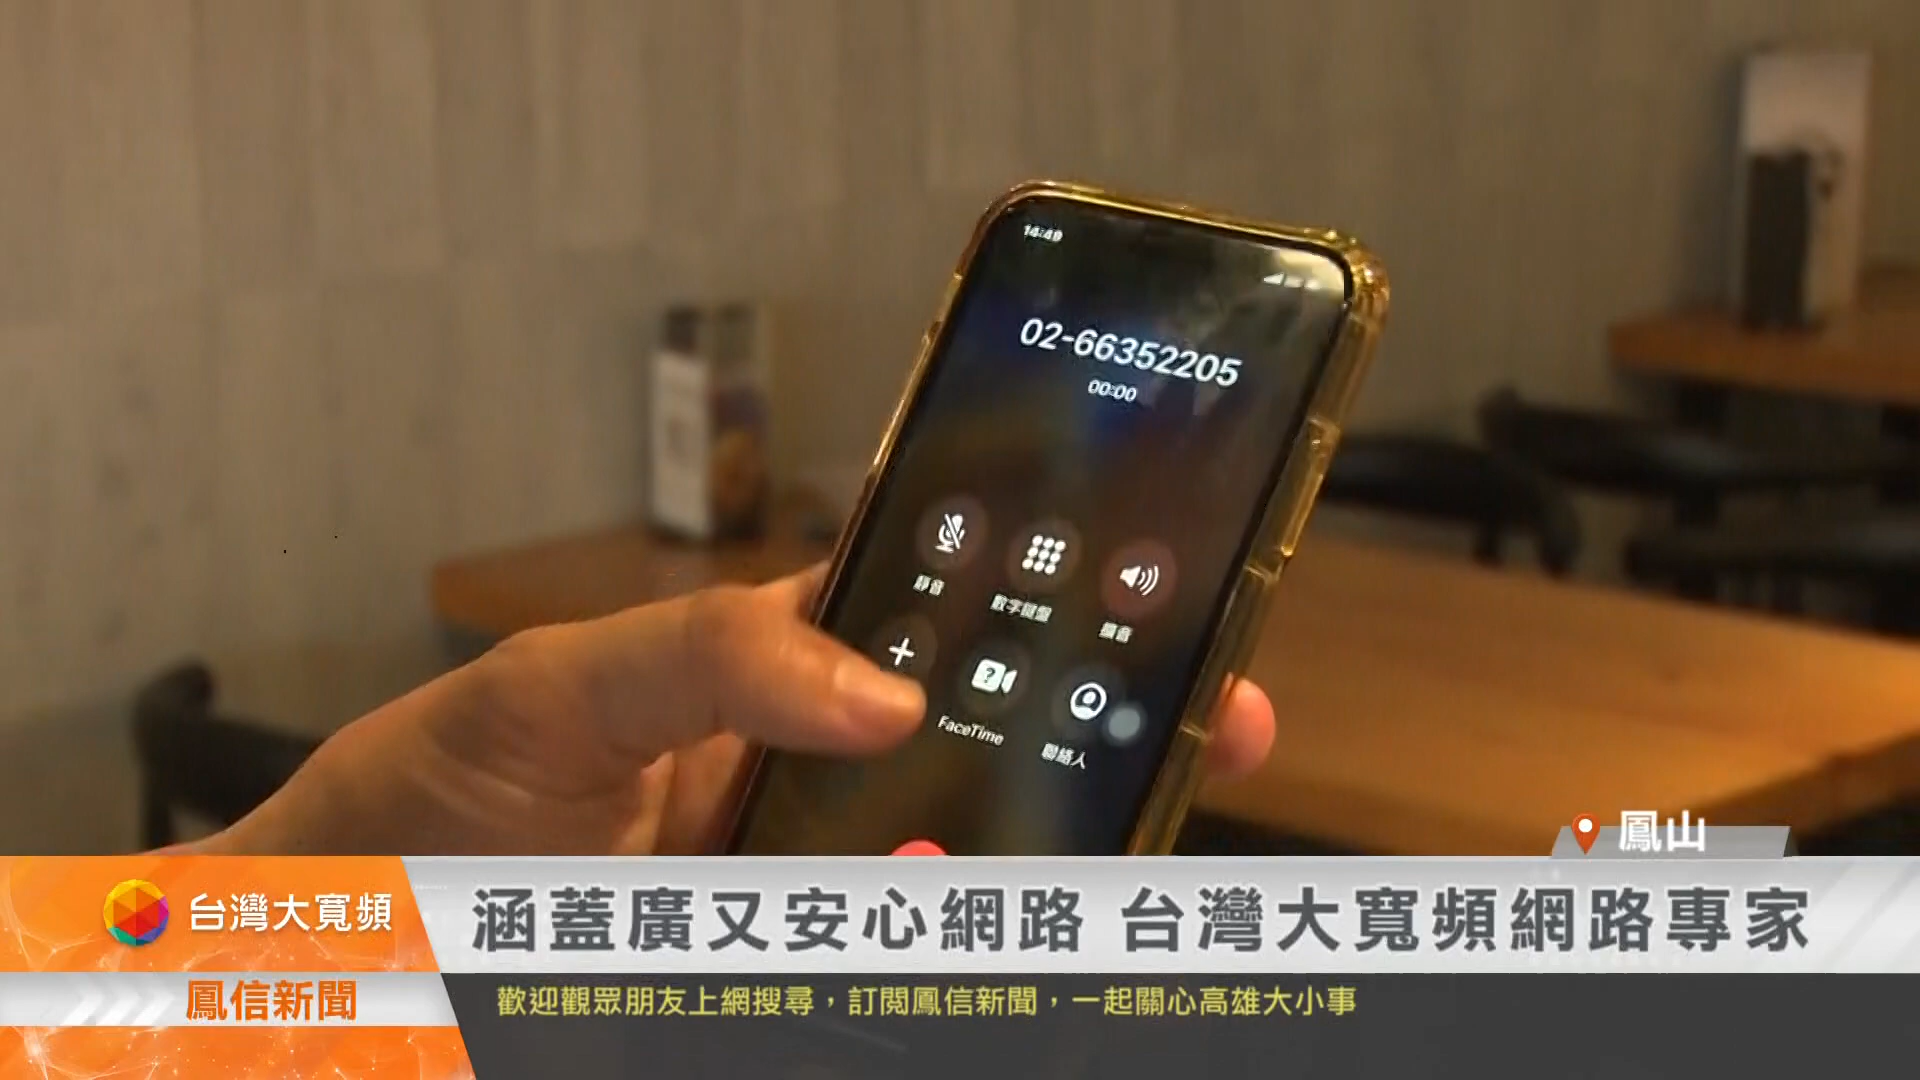 14:49
02-66352205
00:00
靜音
數字鍵盤
擴音
FaceTime
聯絡人
鳳山
台灣大寬頻
涵蓋廣又安心網路 台灣大寬頻網路專家
鳳信新聞
歡迎觀眾朋友上網搜尋，訂閱鳳信新聞，一起關心高雄大小事